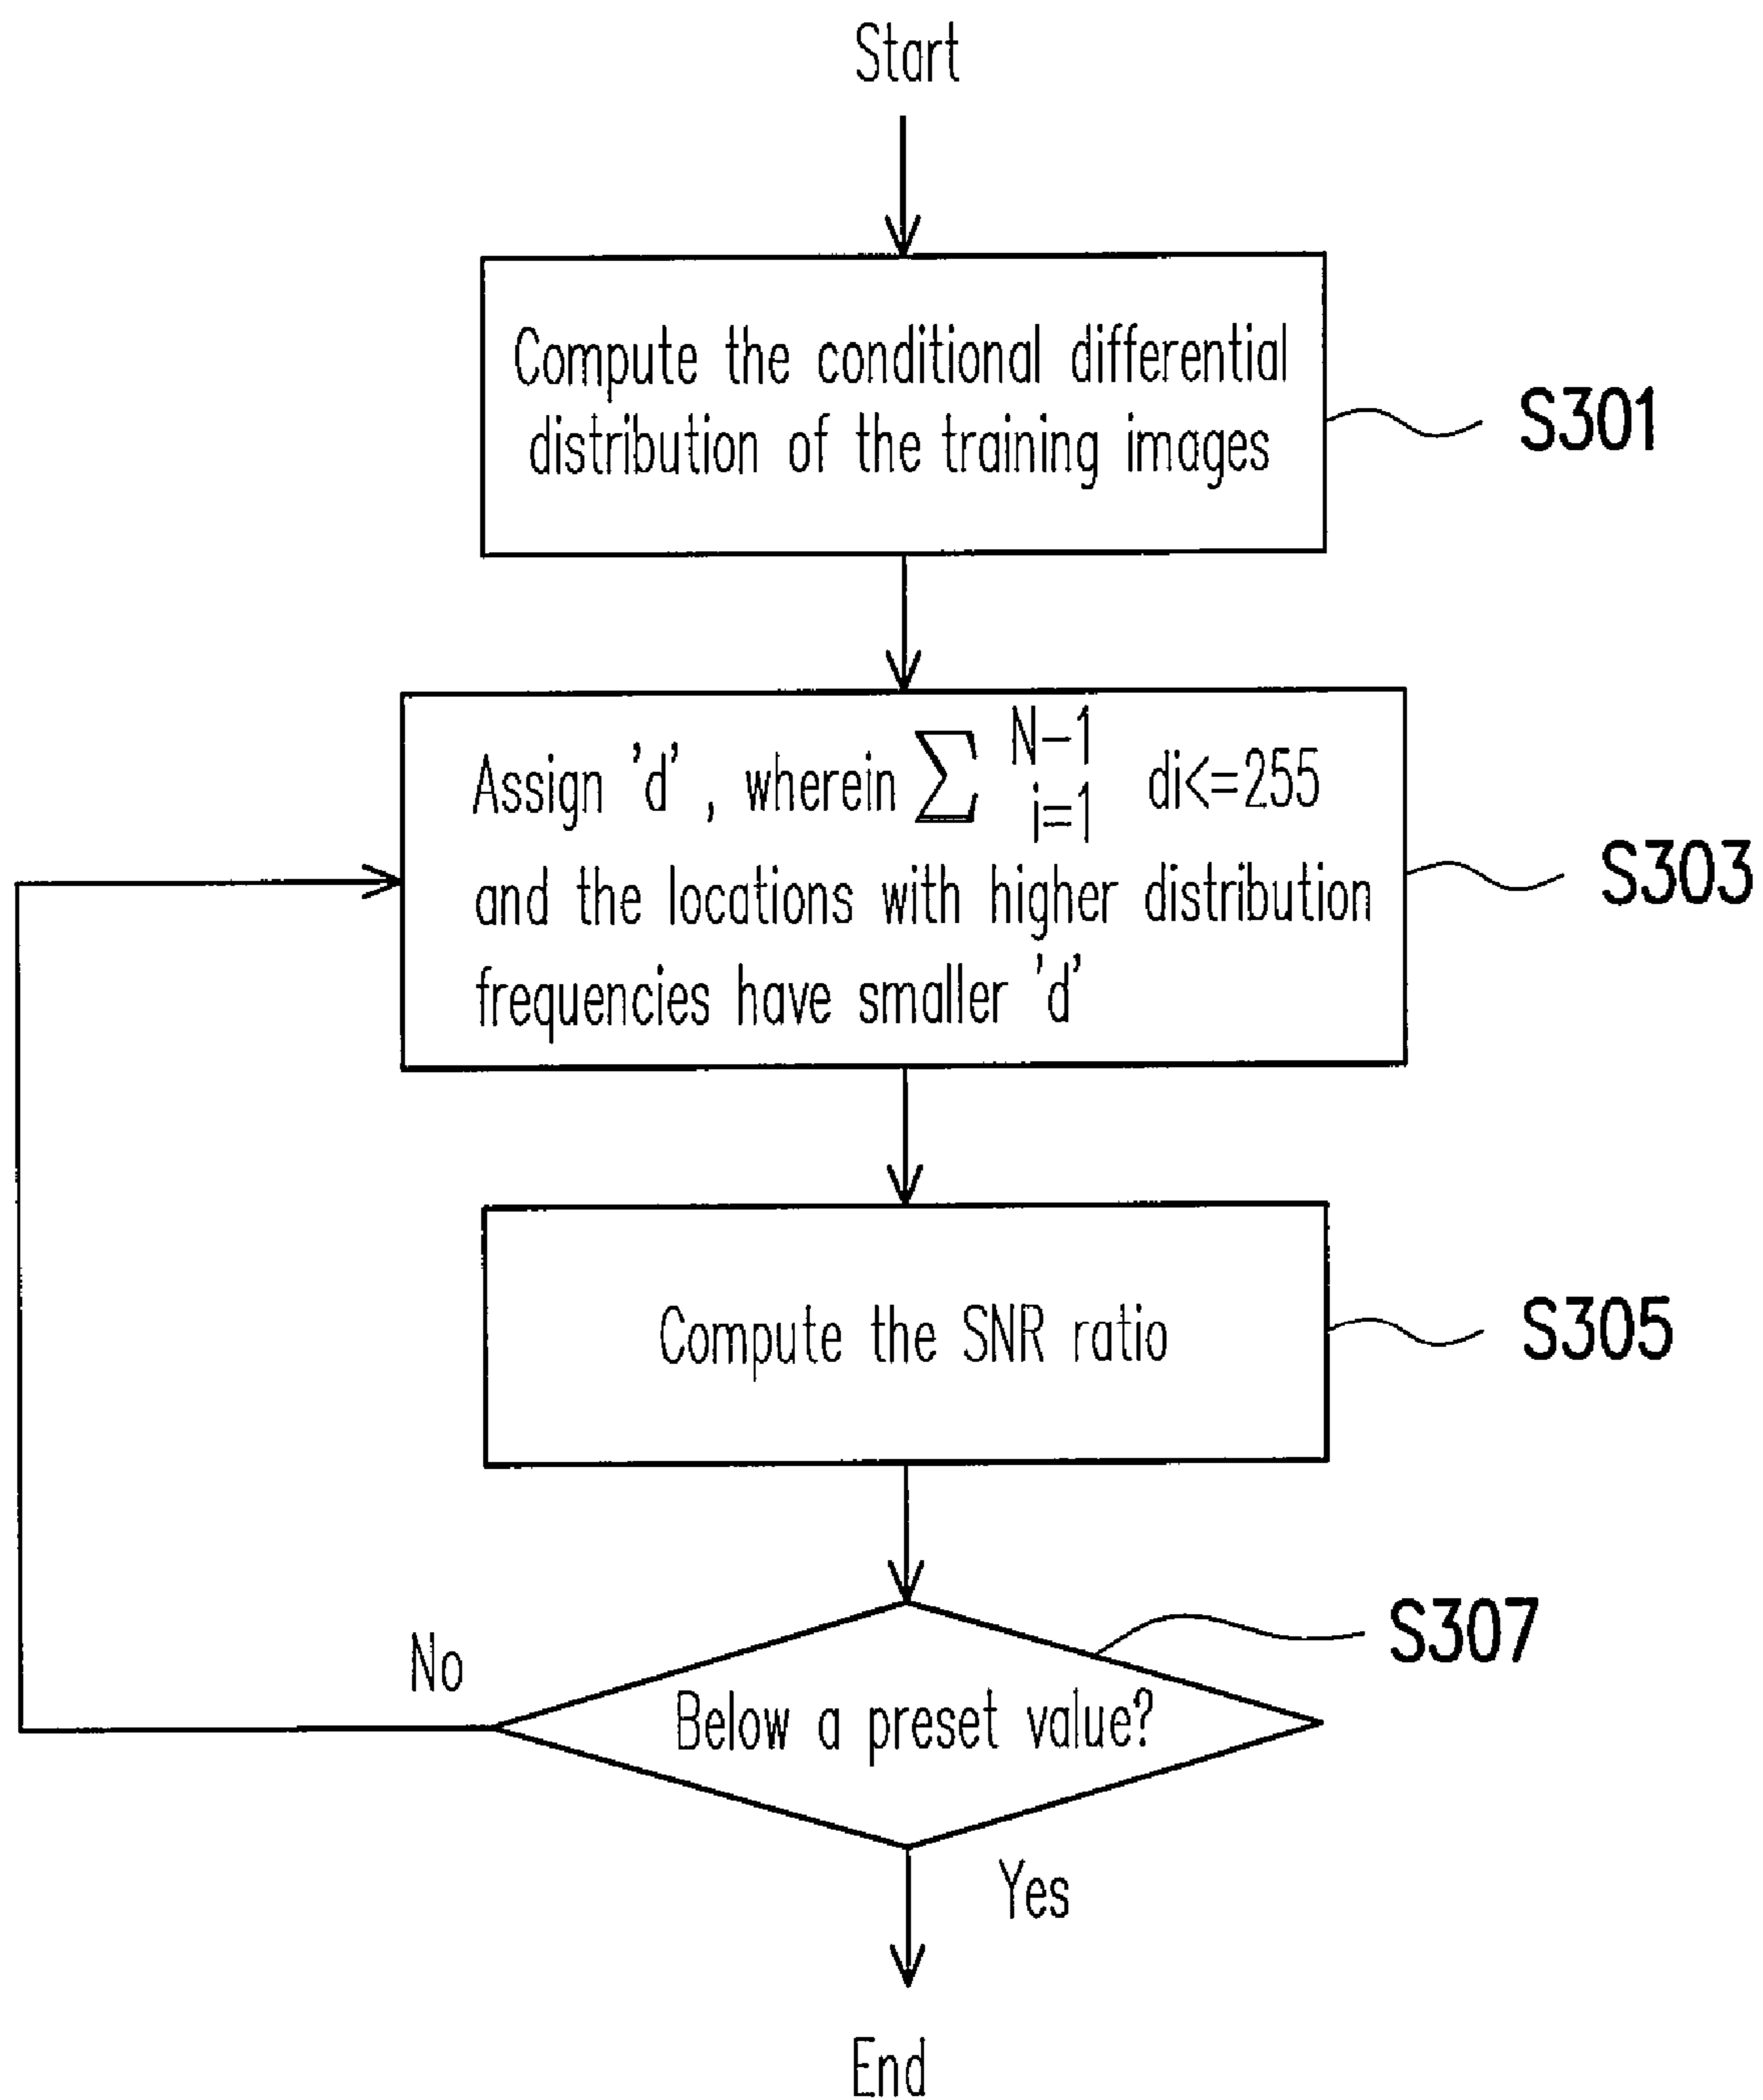 Start
Compute the conditional differential
distribution of the training images
S301
Assign 'd', wherein ∑ N-1 i=1 di<=255
and the locations with higher distribution
frequencies have smaller 'd'
S303
Compute the SNR ratio
S305
S307
No
Below a preset value?
Yes
End